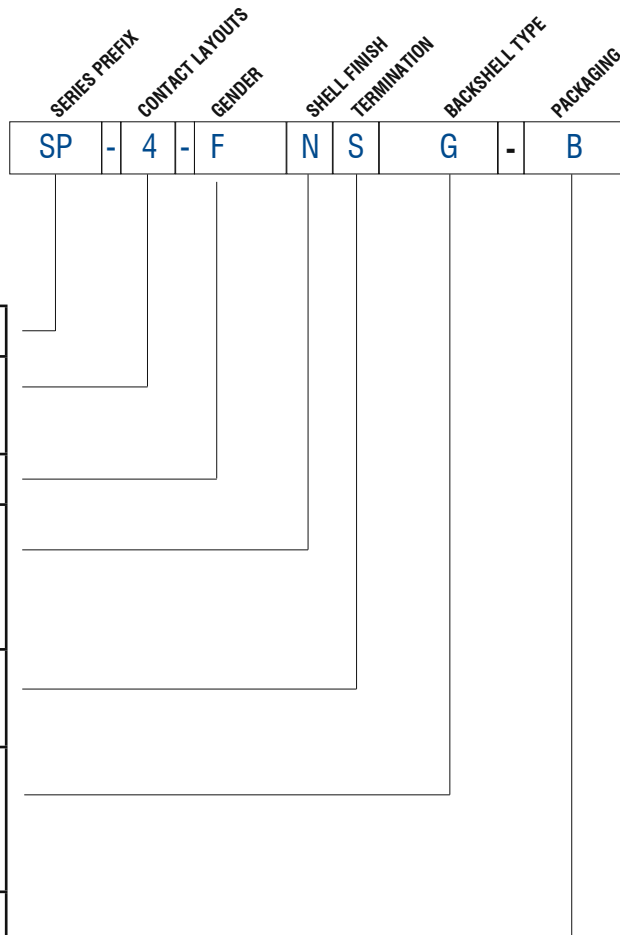 SERIES PREFIX
CONTACT LAYOUTS
GENDER
SHELL FINISH
TERMINATION
BACKSHELL TYPE
PACKAGING
SP - 4 - F N S G - B